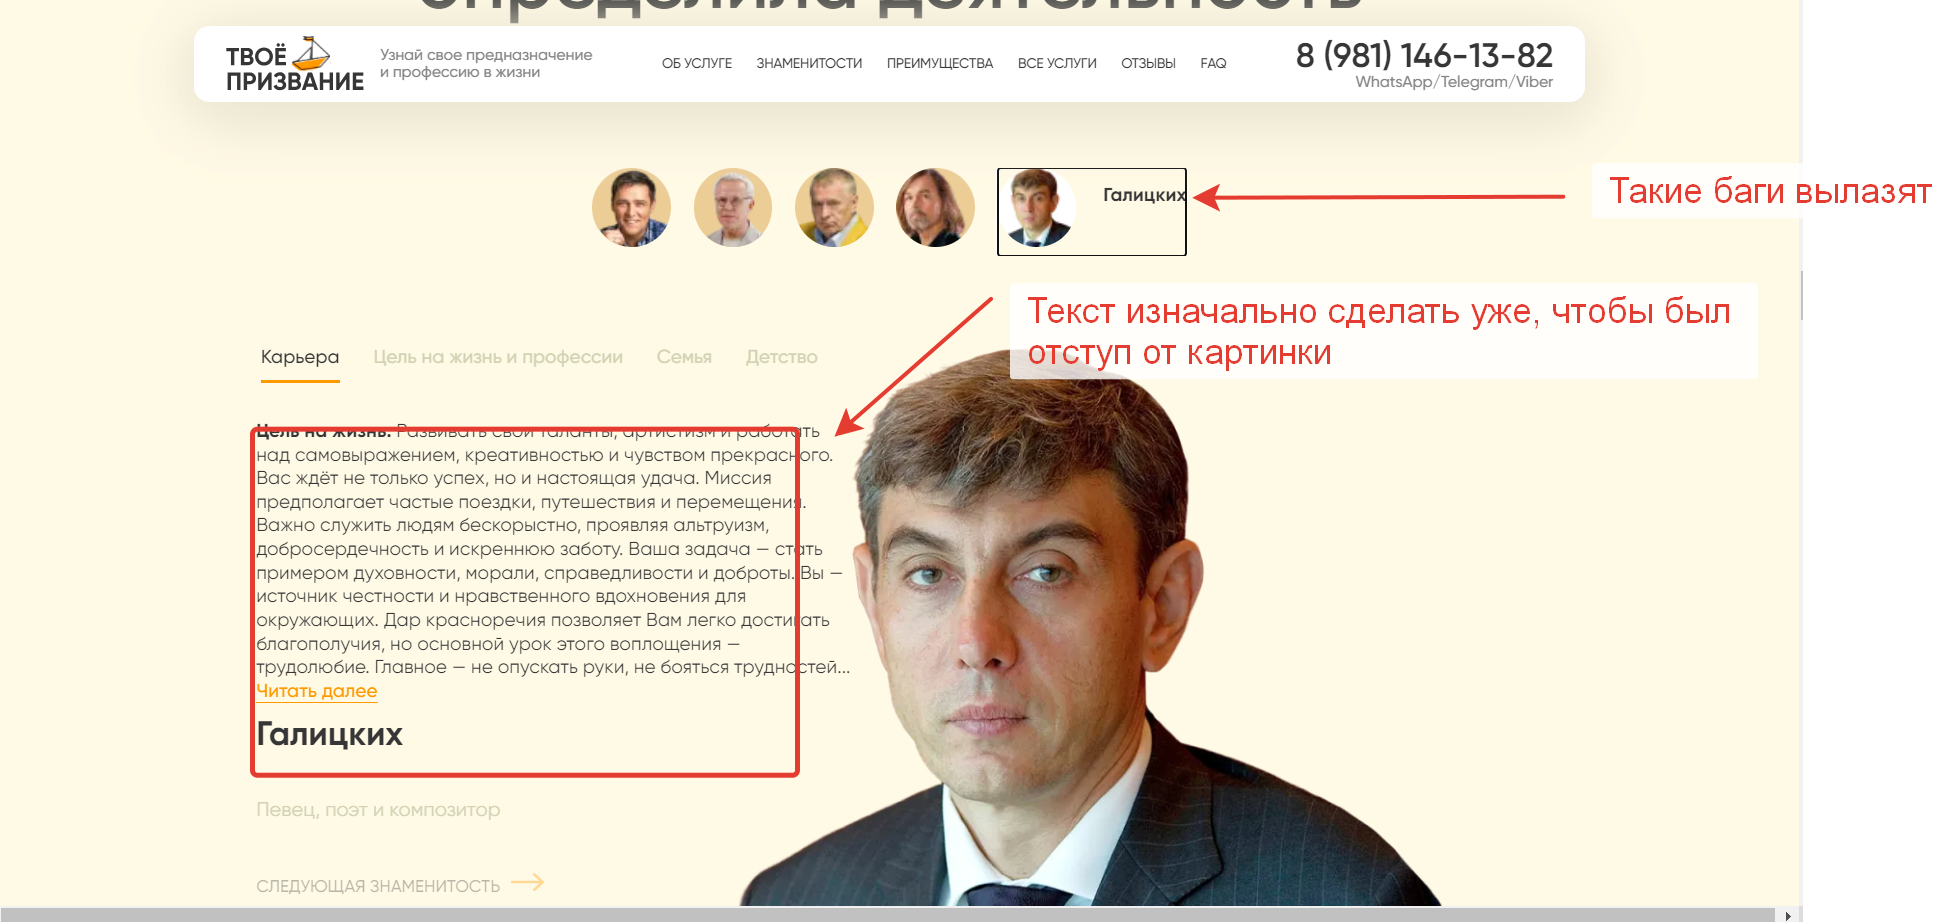 определила деятельность
ТВОЁ
ПРИЗВАНИЕ
Узнай свое предназначение
и профессию в жизни
ОБ УСЛУГЕ
ЗНАМЕНИТОСТИ
ПРЕИМУЩЕСТВА
ВСЕ УСЛУГИ
ОТЗЫВЫ
FAQ
8 (981) 146-13-82
WhatsApp/Telegram/Viber
Галицких
Такие баги вылазят
Текст изначально сделать уже, чтобы был
отступ от картинки
Карьера
Цель на жизнь и профессии
Семья
Детство
Цель на жизнь. Развивать свои таланты, артистизм и работать
над самовыражением, креативностью и чувством прекрасного.
Вас ждёт не только успех, но и настоящая удача. Миссия
предполагает частые поездки, путешествия и перемещения.
Важно служить людям бескорыстно, проявляя альтруизм,
добросердечность и искреннюю заботу. Ваша задача — стать
примером духовности, морали, справедливости и доброты. Вы —
источник честности и нравственного вдохновения для
окружающих. Дар красноречия позволяет Вам легко достигать
благополучия, но основной урок этого воплощения —
трудолюбие. Главное — не опускать руки, не бояться трудностей...
Читать далее
Галицких
Певец, поэт и композитор
СЛЕДУЮЩАЯ ЗНАМЕНИТОСТЬ